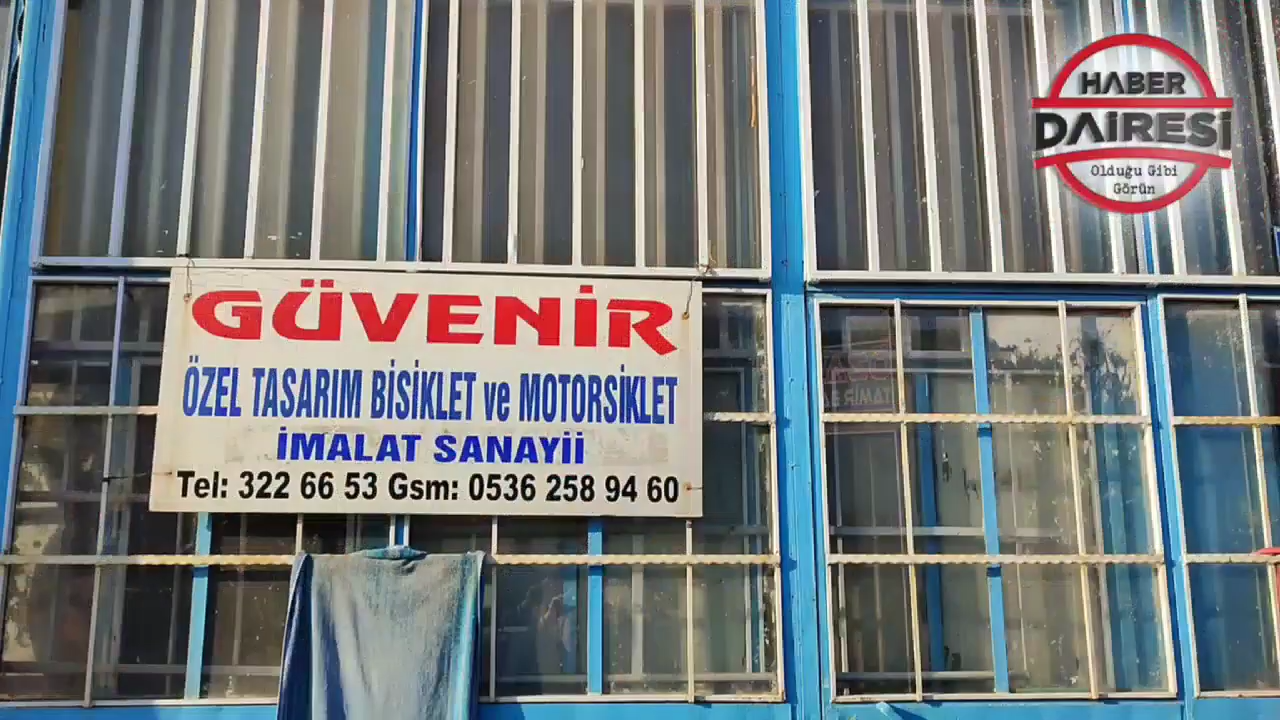 HABER
DAİRESİ
Olduğu Gibi
Görün
GÜVENİR
ÖZEL TASARIM BİSİKLET ve MOTORSİKLET
İMALAT SANAYİİ
Tel: 322 66 53 Gsm: 0536 258 94 60